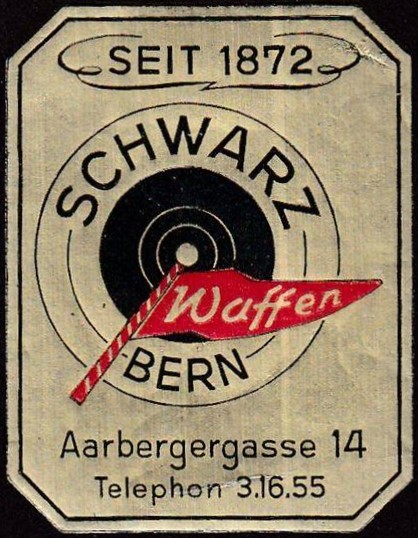 SEIT 1872
SCHWARZ
Waffen
BERN
Aarbergergasse 14
Telephon 3.16.55